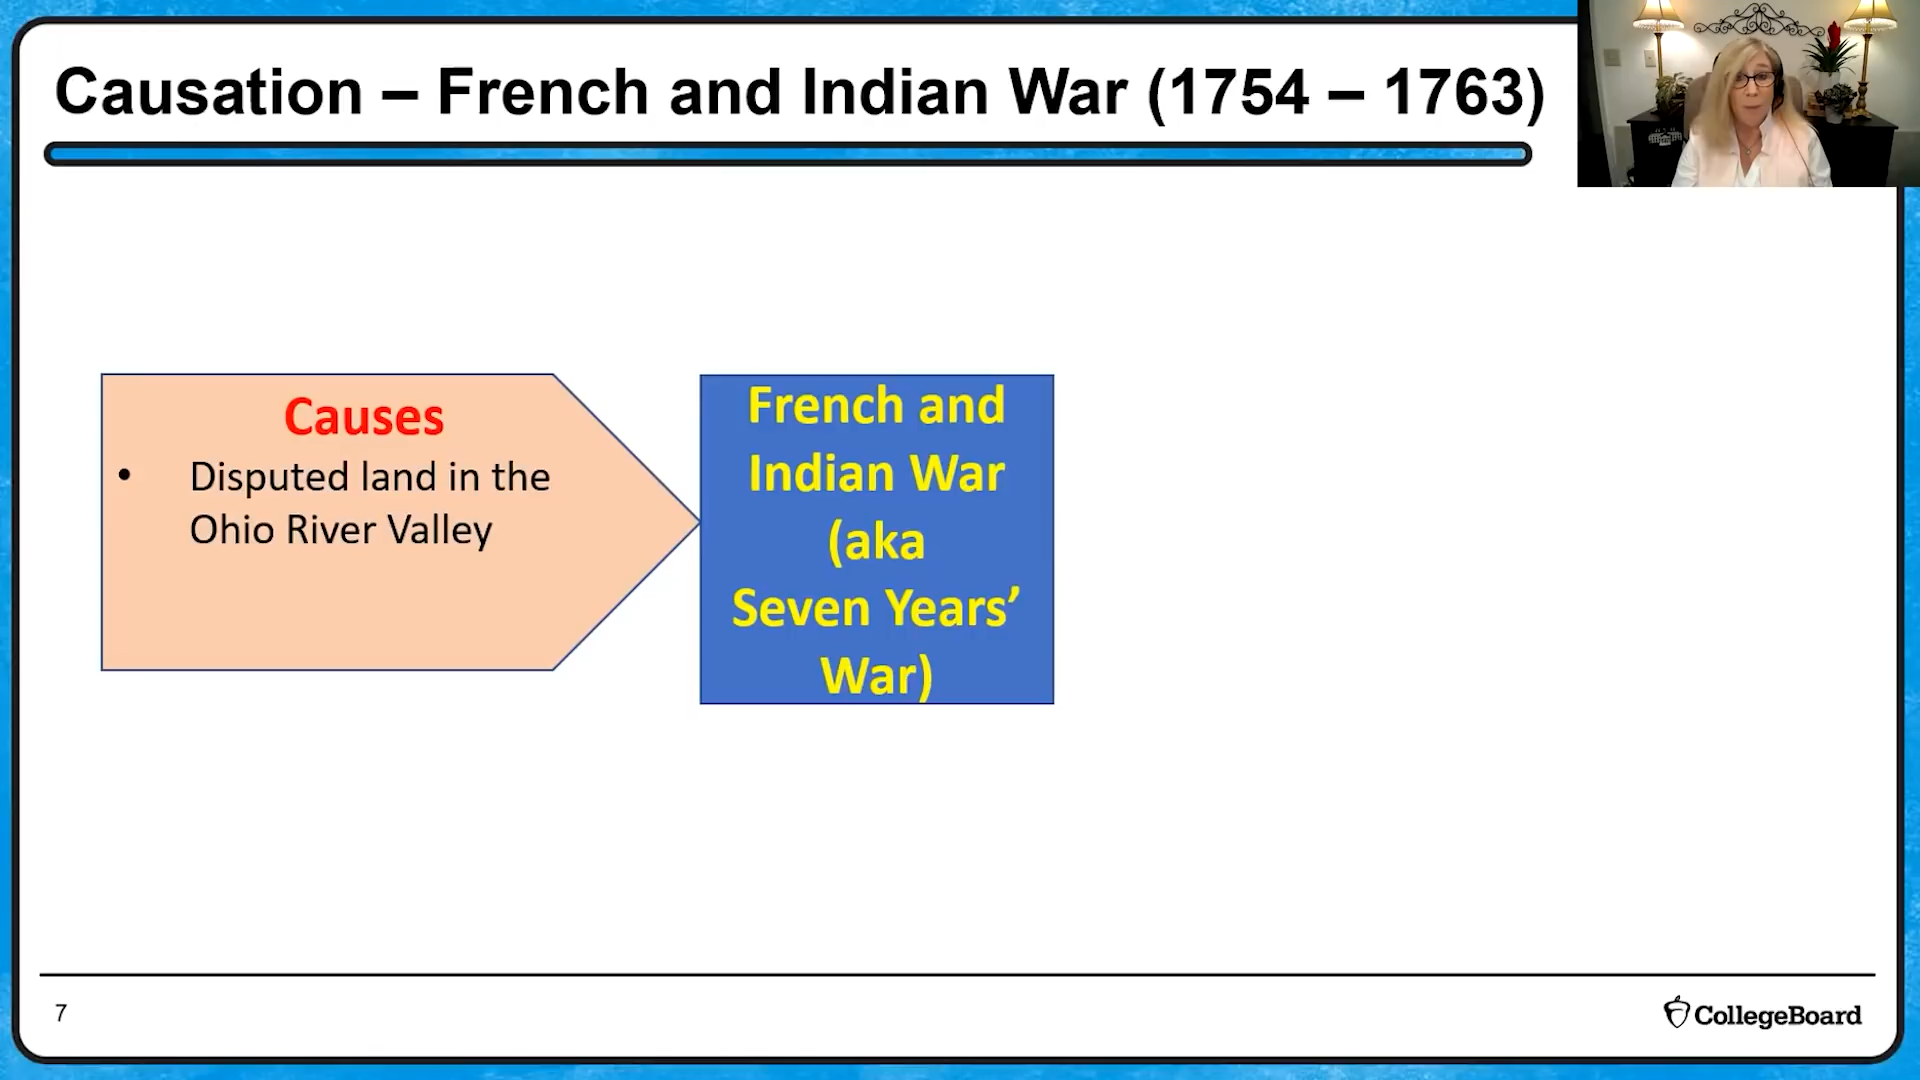 Causation – French and Indian War (1754 – 1763)
Causes
• Disputed land in the
Ohio River Valley
French and
Indian War
(aka
Seven Years’
War)
7
CollegeBoard